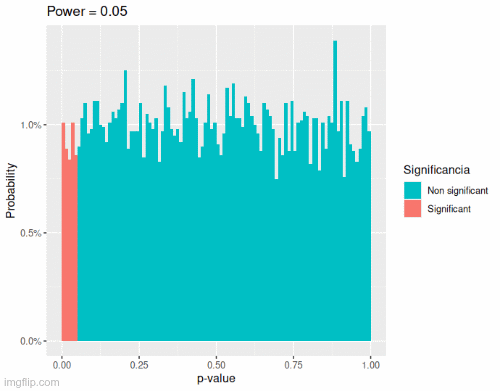 Power = 0.05
Probability
1.0%
0.5%
0.0%
0.00
0.25
0.50
0.75
1.00
p-value
Significancia
Non significant
Significant
imgflip.com